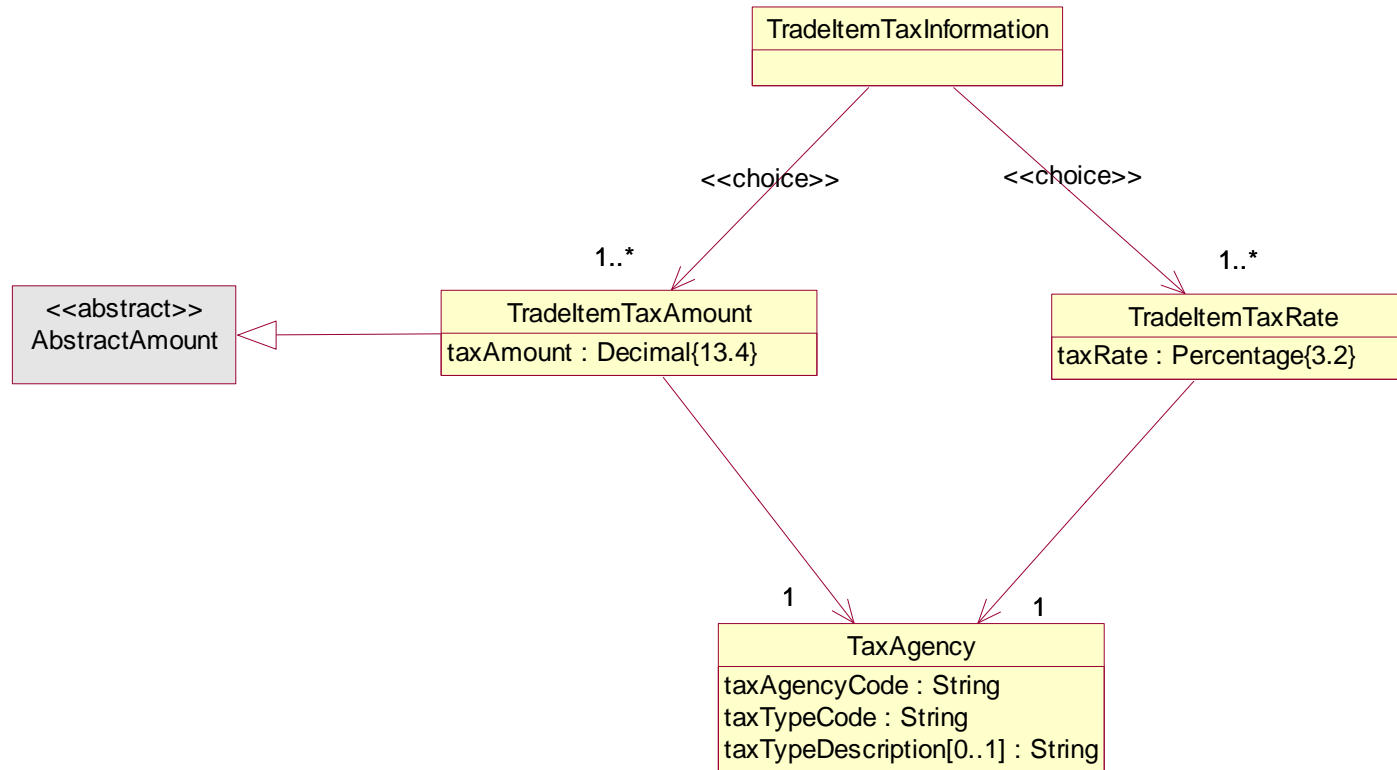 TradeItemTaxInformation
<<choice>>
<<choice>>
1..*
1..*
<<abstract>>
AbstractAmount
TradeItemTaxAmount
taxAmount : Decimal{13.4}
TradeItemTaxRate
taxRate : Percentage{3.2}
1
1
TaxAgency
taxAgencyCode : String
taxTypeCode : String
taxTypeDescription[0..1] : String